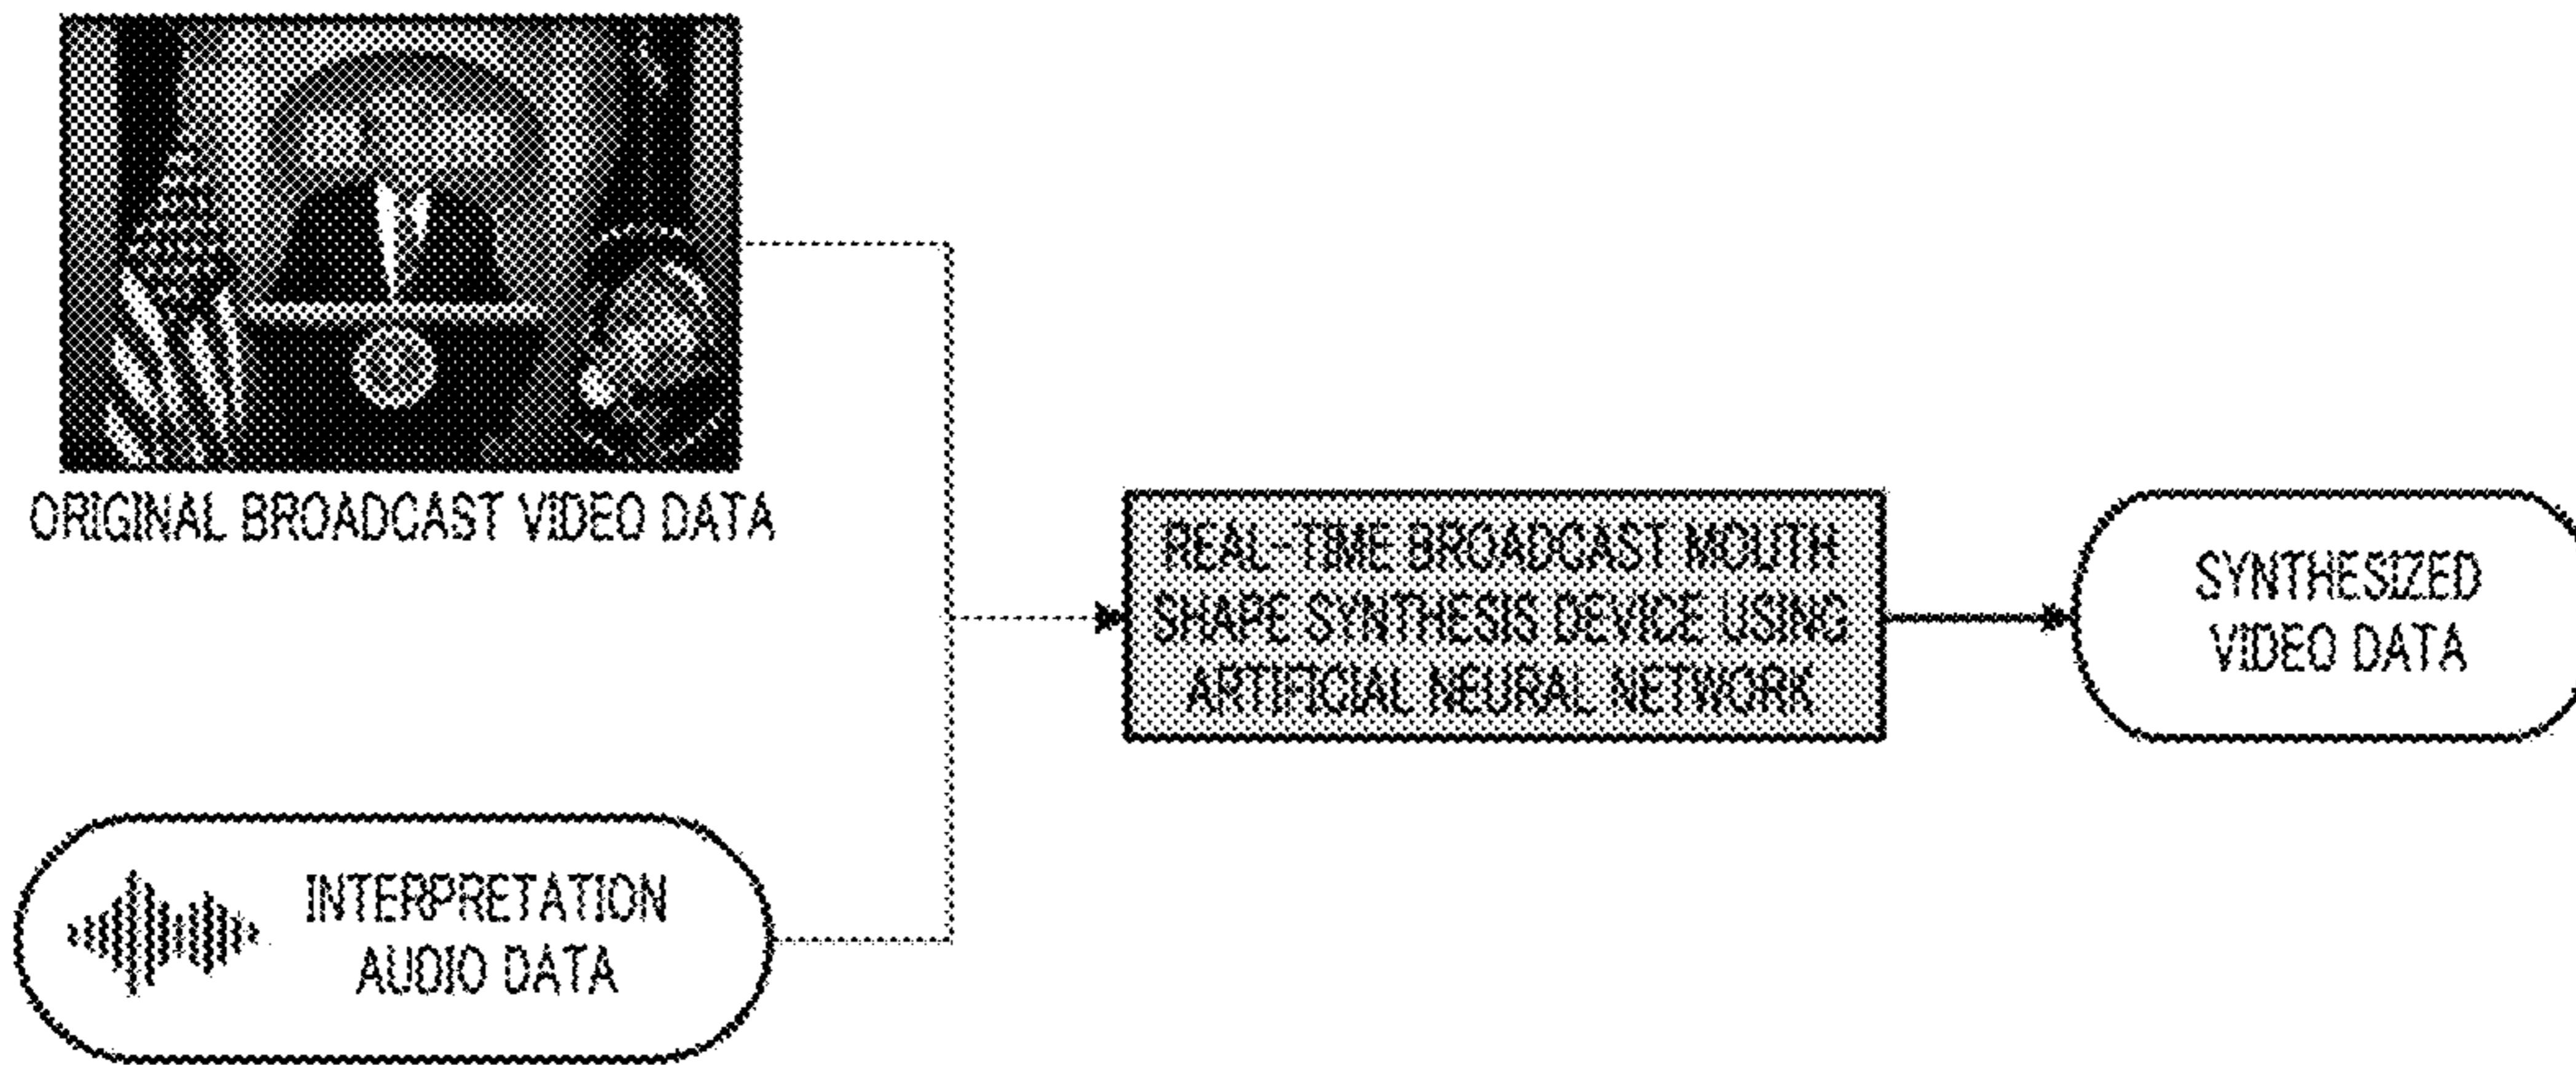 ORIGINAL BROADCAST VIDEO DATA
REAL-TIME BROADCAST MOUTH
SHAPE SYNTHESIS DEVICE USING
ARTIFICIAL NEURAL NETWORK
SYNTHESIZED
VIDEO DATA
INTERPRETATION
AUDIO DATA